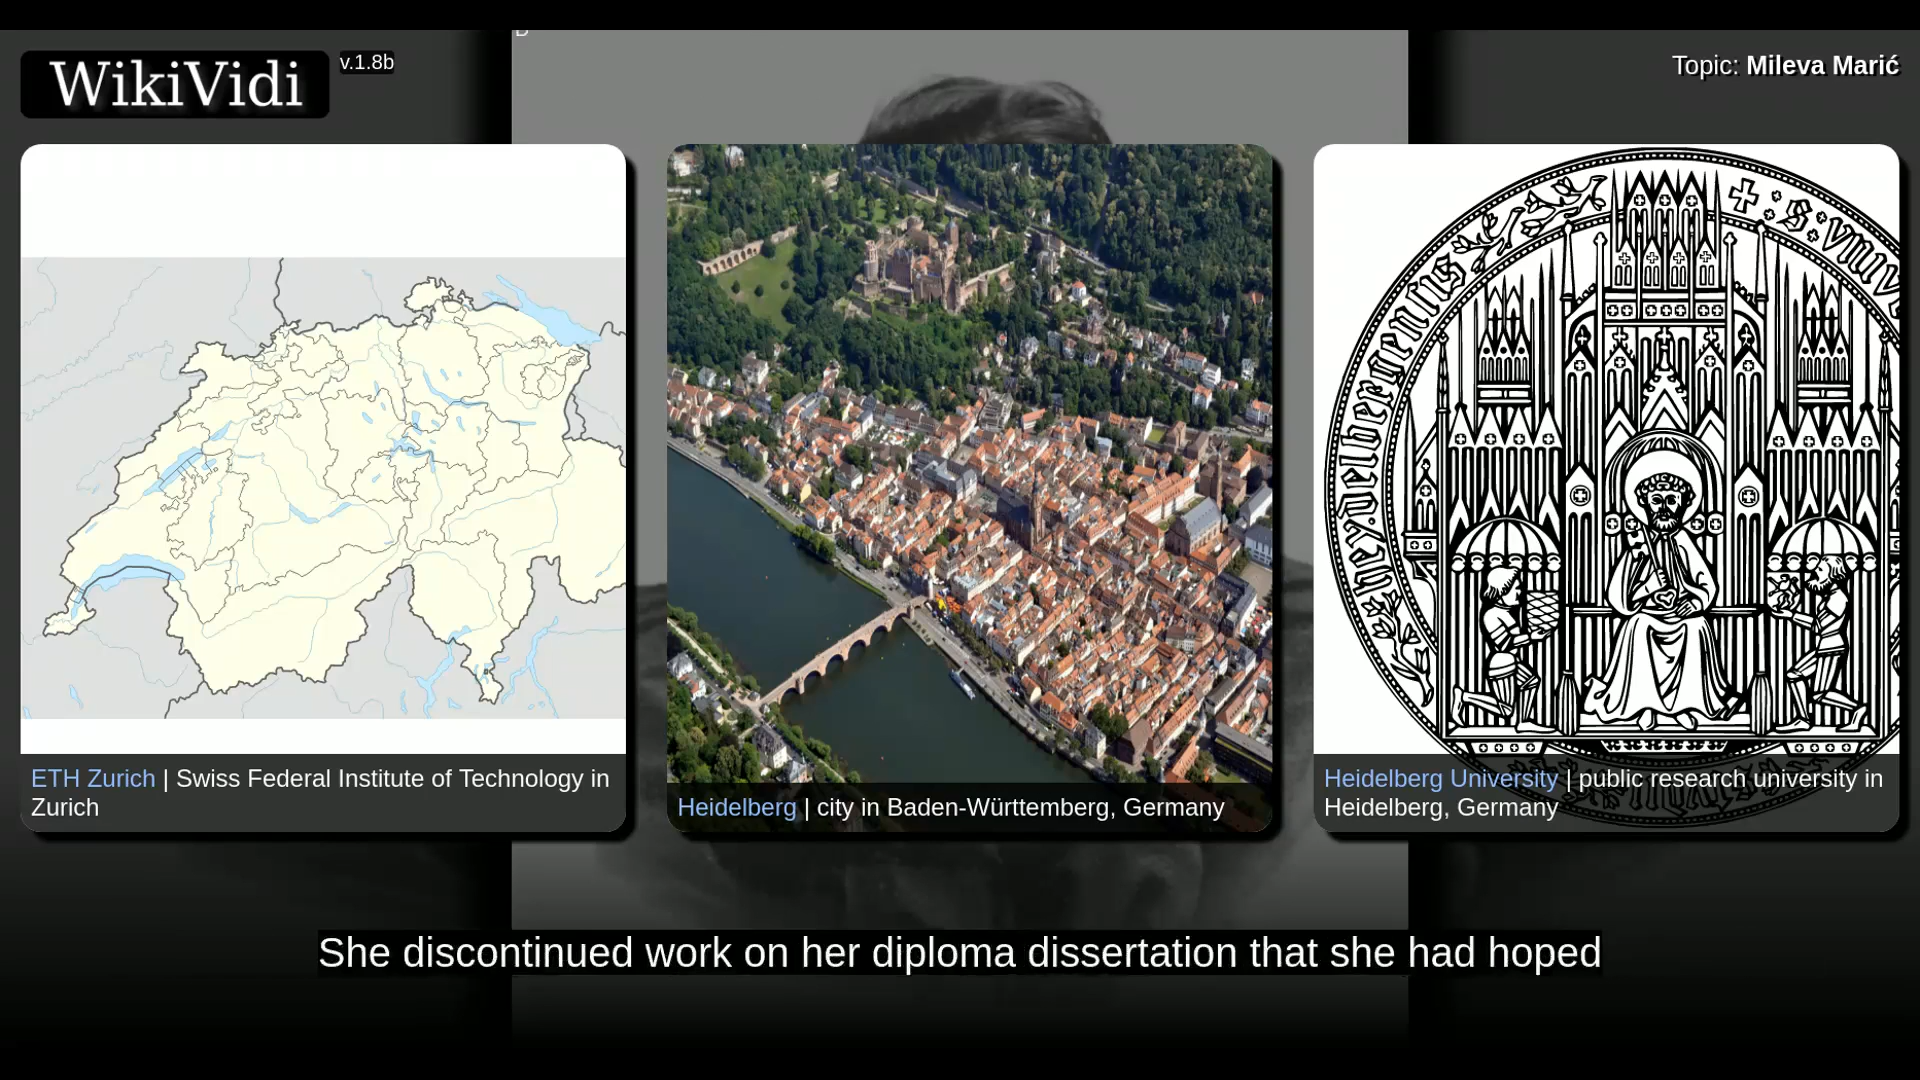 WikiVidi
v.1.8b
Topic: Mileva Marić
ETH Zurich | Swiss Federal Institute of Technology in
Zurich
Heidelberg | city in Baden-Württemberg, Germany
Heidelberg University | public research university in
Heidelberg, Germany
She discontinued work on her diploma dissertation that she had hoped